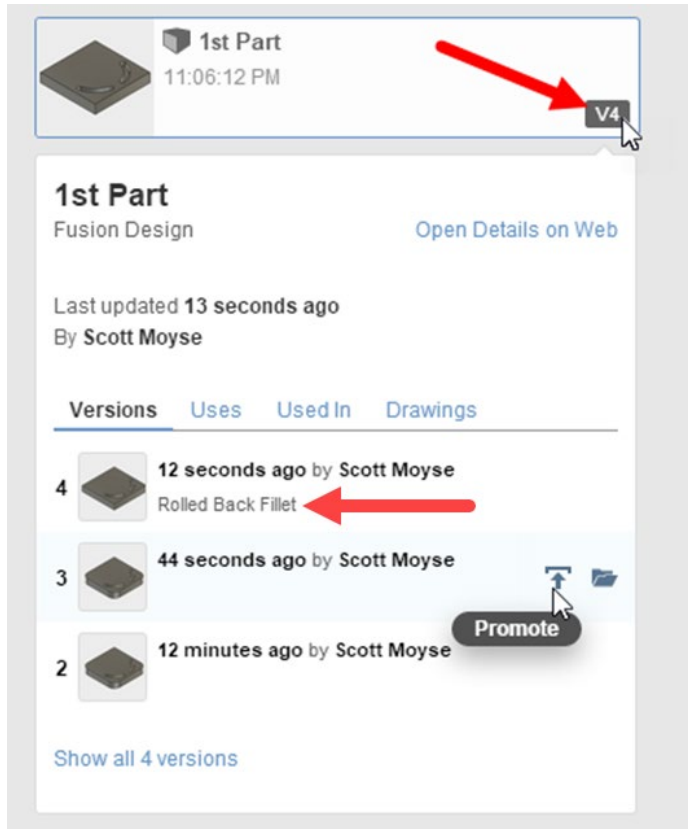 1st Part
11:06:12 PM
V4
1st Part
Fusion Design Open Details on Web
Last updated 13 seconds ago
By Scott Moyse
Versions Uses Used In Drawings
12 seconds ago by Scott Moyse
4
Rolled Back Fillet
44 seconds ago by Scott Moyse
3
Promote
12 minutes ago by Scott Moyse
2
Show all 4 versions